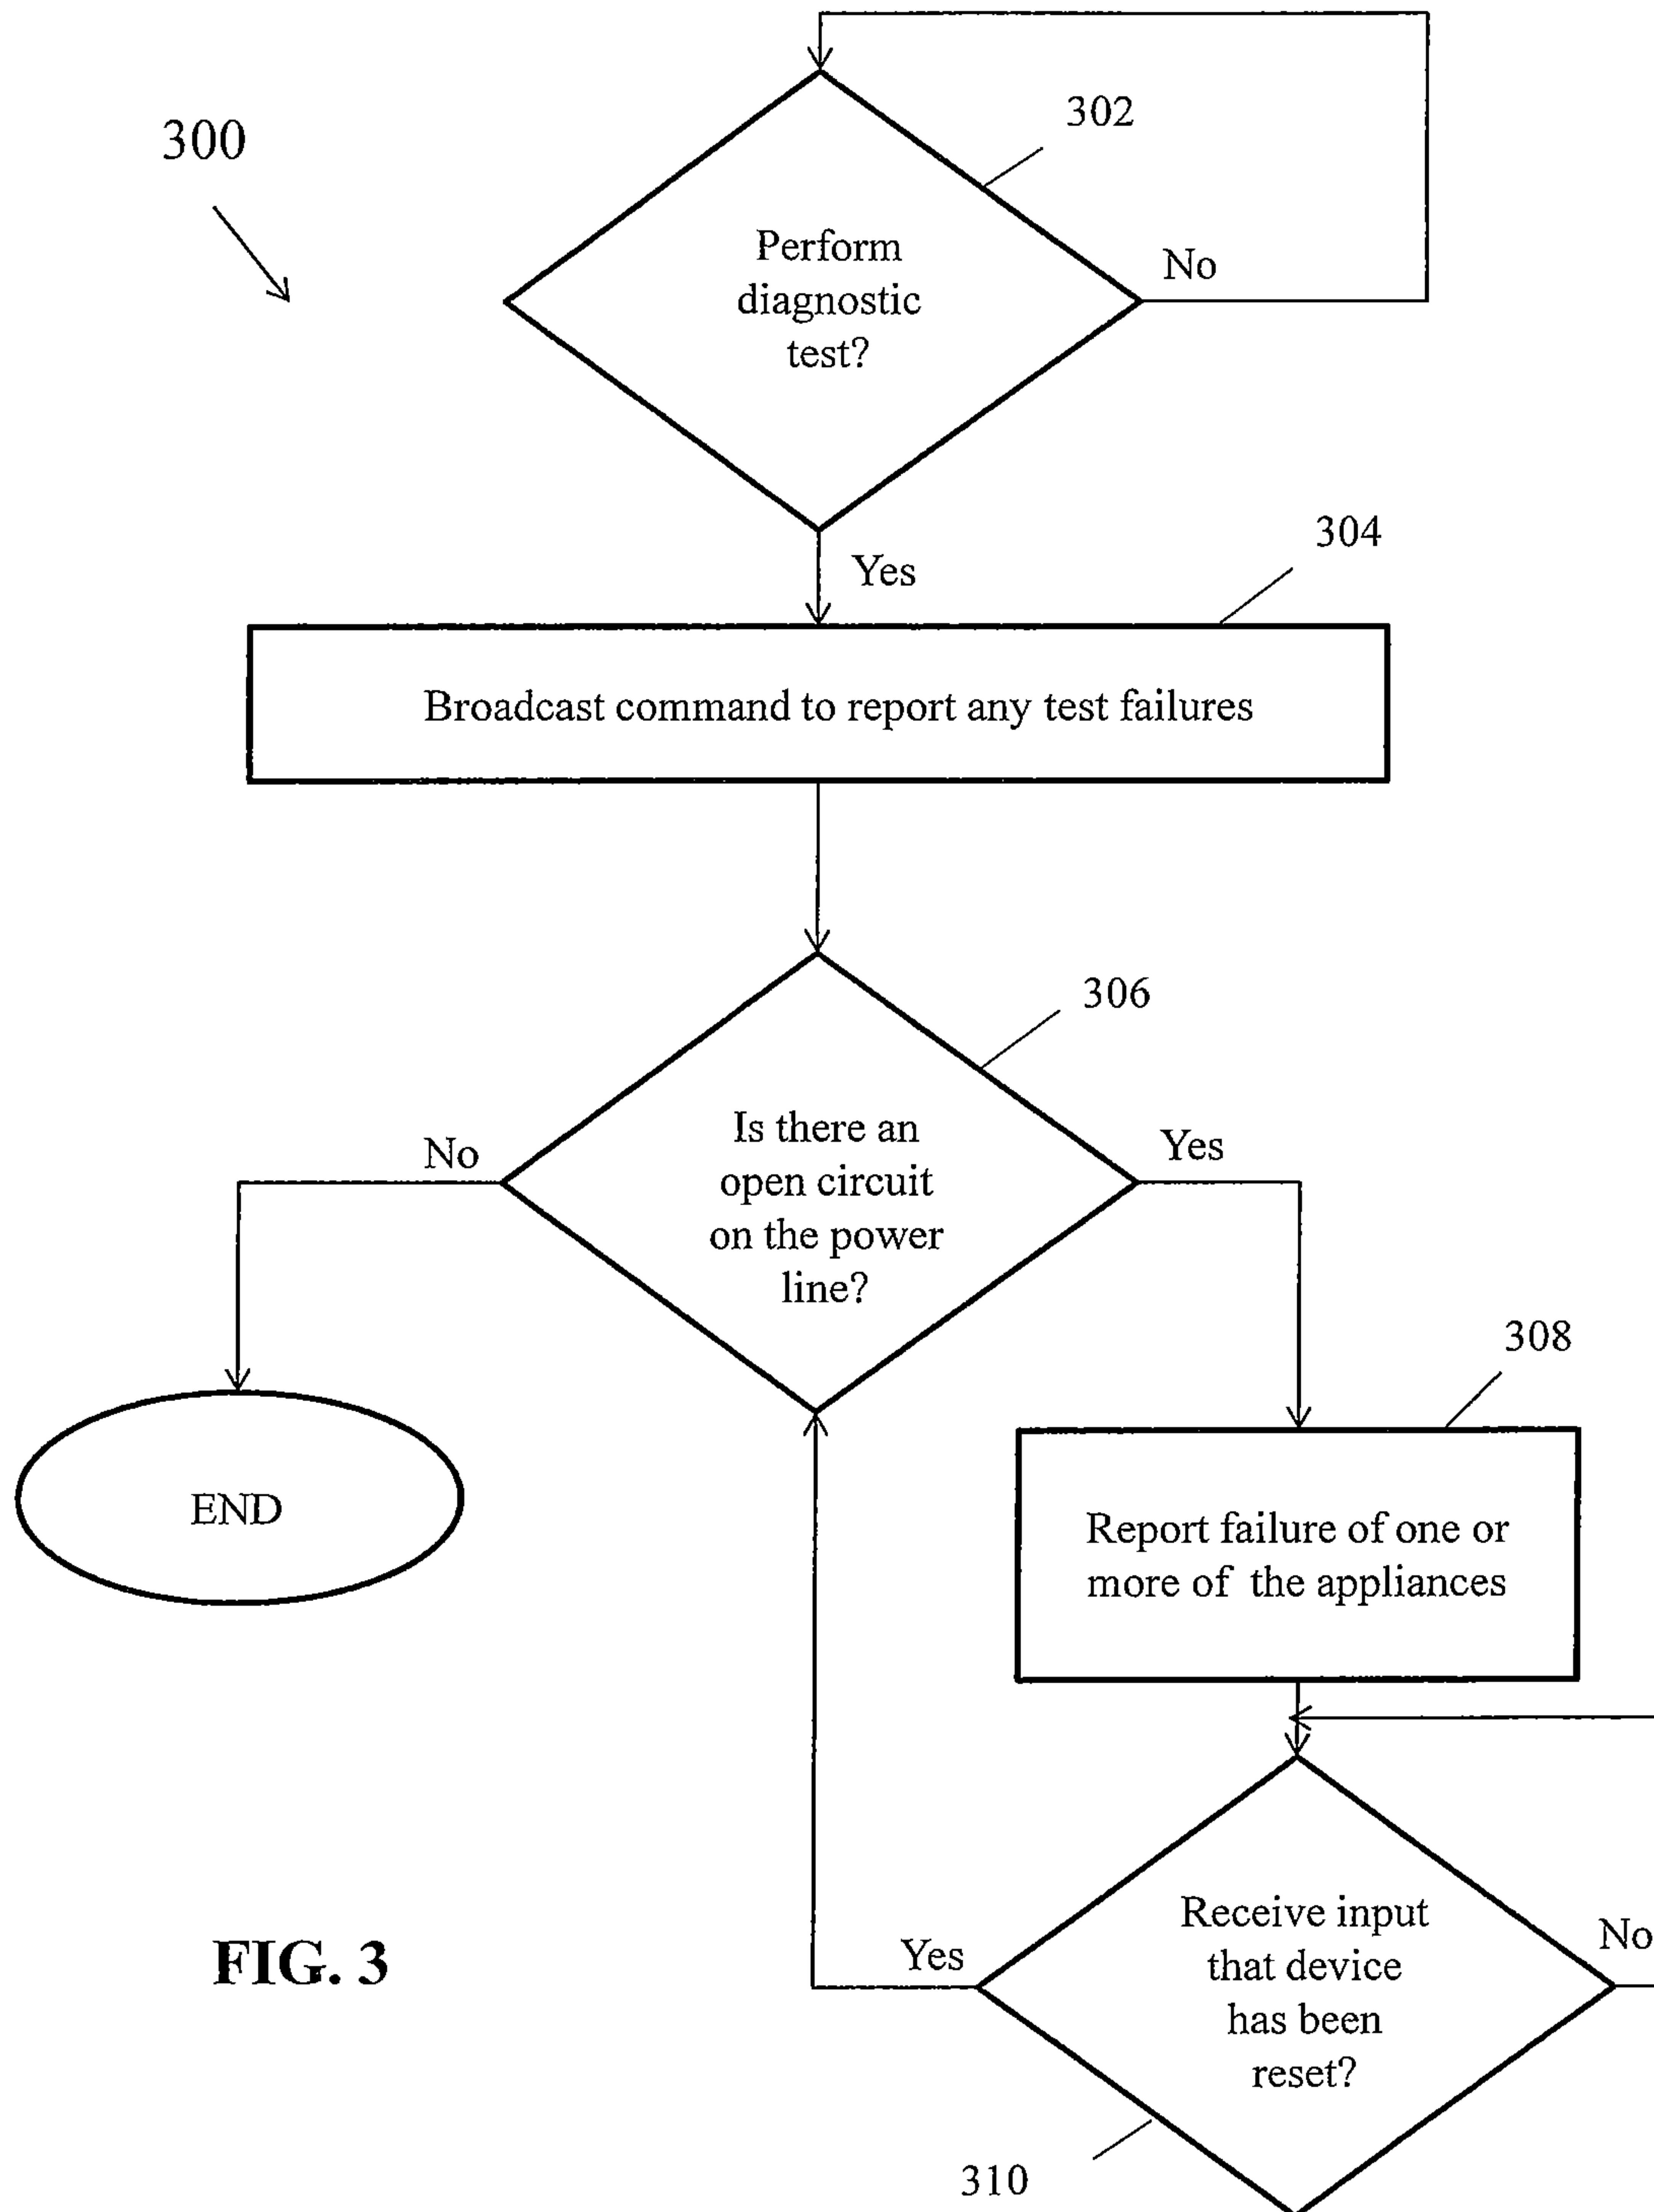 300
302
Perform
diagnostic
test?
No
Yes
304
Broadcast command to report any test failures
306
Is there an
open circuit
on the power
line?
No
Yes
308
END
Report failure of one or
more of the appliances
Receive input
that device
has been
reset?
Yes
No
FIG. 3
310